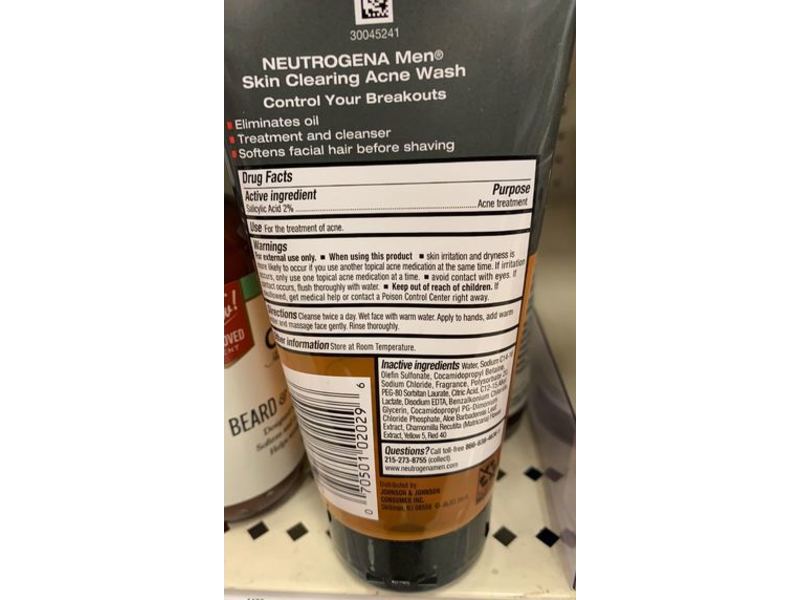 30045241
NEUTROGENA Men®
Skin Clearing Acne Wash
Control Your Breakouts
Eliminates oil
Treatment and cleanser
Softens facial hair before shaving
Drug Facts
Active ingredient Purpose
Salicylic Acid 2% Acne treatment
Use For the treatment of acne.
Warnings
For external use only. ■ When using this product ■ skin irritation and dryness is
more likely to occur if you use another topical acne medication at the same time. If irritation
occurs, only use one topical acne medication at a time. ■ avoid contact with eyes. If
contact occurs, flush thoroughly with water. ■ Keep out of reach of children. If
swallowed, get medical help or contact a Poison Control Center right away.
Directions Cleanse twice a day. Wet face with warm water. Apply to hands, add warm
water and massage face gently. Rinse thoroughly.
Other information Store at Room Temperature.
Inactive ingredients Water, Sodium C14-16
Olefin Sulfonate, Cocamidopropyl Betaine,
Sodium Chloride, Fragrance, Polysorbate-20,
PEG-80 Sorbitan Laurate, Citric Acid, C12-15 Alkyl
Lactate, Disodium EDTA, Benzalkonium Chloride,
Glycerin, Cocamidopropyl PG-Dimonium
Chloride Phosphate, Aloe Barbadensis Leaf
Extract, Chamomilla Recutita (Matricaria) Flower
Extract, Yellow 5, Red 40
Questions? Call toll-free
215-273-8755 (collect)
www.neutrogenamen.com
Distributed by
JOHNSON & JOHNSON
CONSUMER INC.
Skillman, NJ 08558
0 70501 02029 6
BEARD